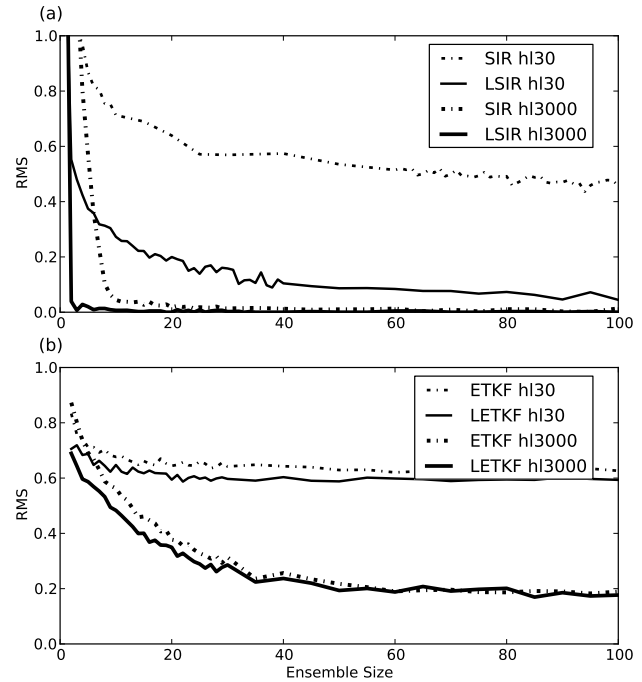 (a)
1.0
0.8
0.6
0.4
0.2
0.0
RMS
SIR hl30
LSIR hl30
SIR hl3000
LSIR hl3000
0 20 40 60 80 100
(b)
1.0
0.8
0.6
0.4
0.2
0.0
RMS
ETKF hl30
LETKF hl30
ETKF hl3000
LETKF hl3000
0 20 40 60 80 100
Ensemble Size